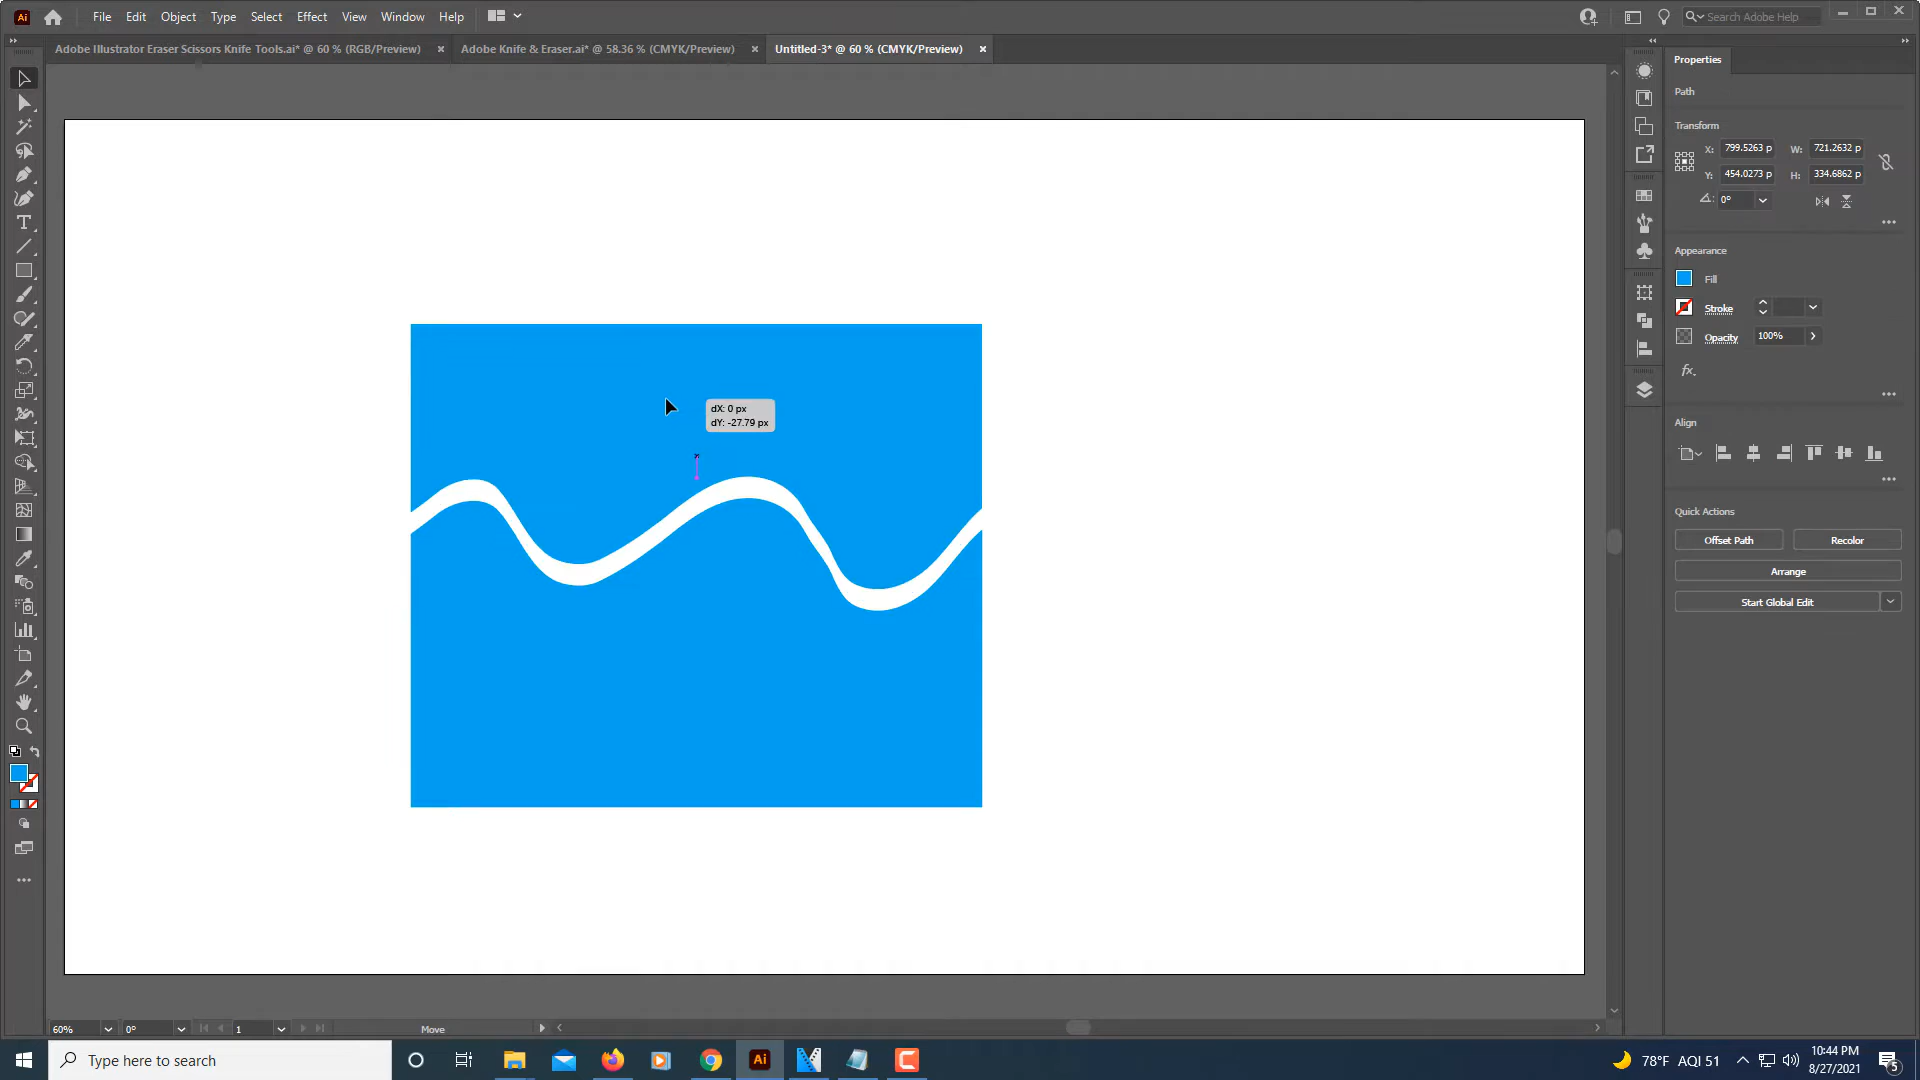 Ai File Edit Object Type Select Effect View Window Help Search Adobe Help
Adobe Illustrator Eraser Scissors Knife Tools.ai* @ 60 % (RGB/Preview) Adobe Knife & Eraser.ai* @ 58.36 % (CMYK/Preview) Untitled-3* @ 60 % (CMYK/Preview)
Properties
Path
Transform
X: 799.5263 p W: 721.2632 p
Y: 454.0273 p H: 334.6862 p
0°
Appearance
Fill
Stroke
Opacity 100%
fx.
Align
Quick Actions
Offset Path Recolor
Arrange
Start Global Edit
dX: 0 px
dY: -27.79 px
60% 0° 1 Move
Type here to search
Ai
78°F AQI 51
10:44 PM
8/27/2021
5